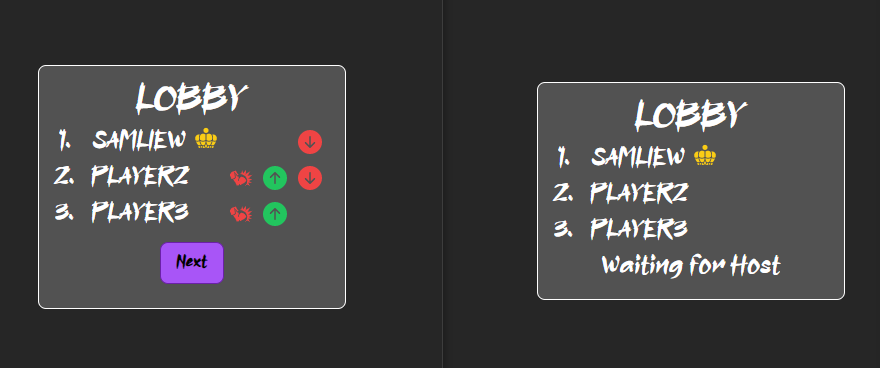 LOBBY
1. SAMLIEW
2. PLAYER2
3. PLAYER3
Next
LOBBY
1. SAMLIEW
2. PLAYER2
3. PLAYER3
Waiting for Host